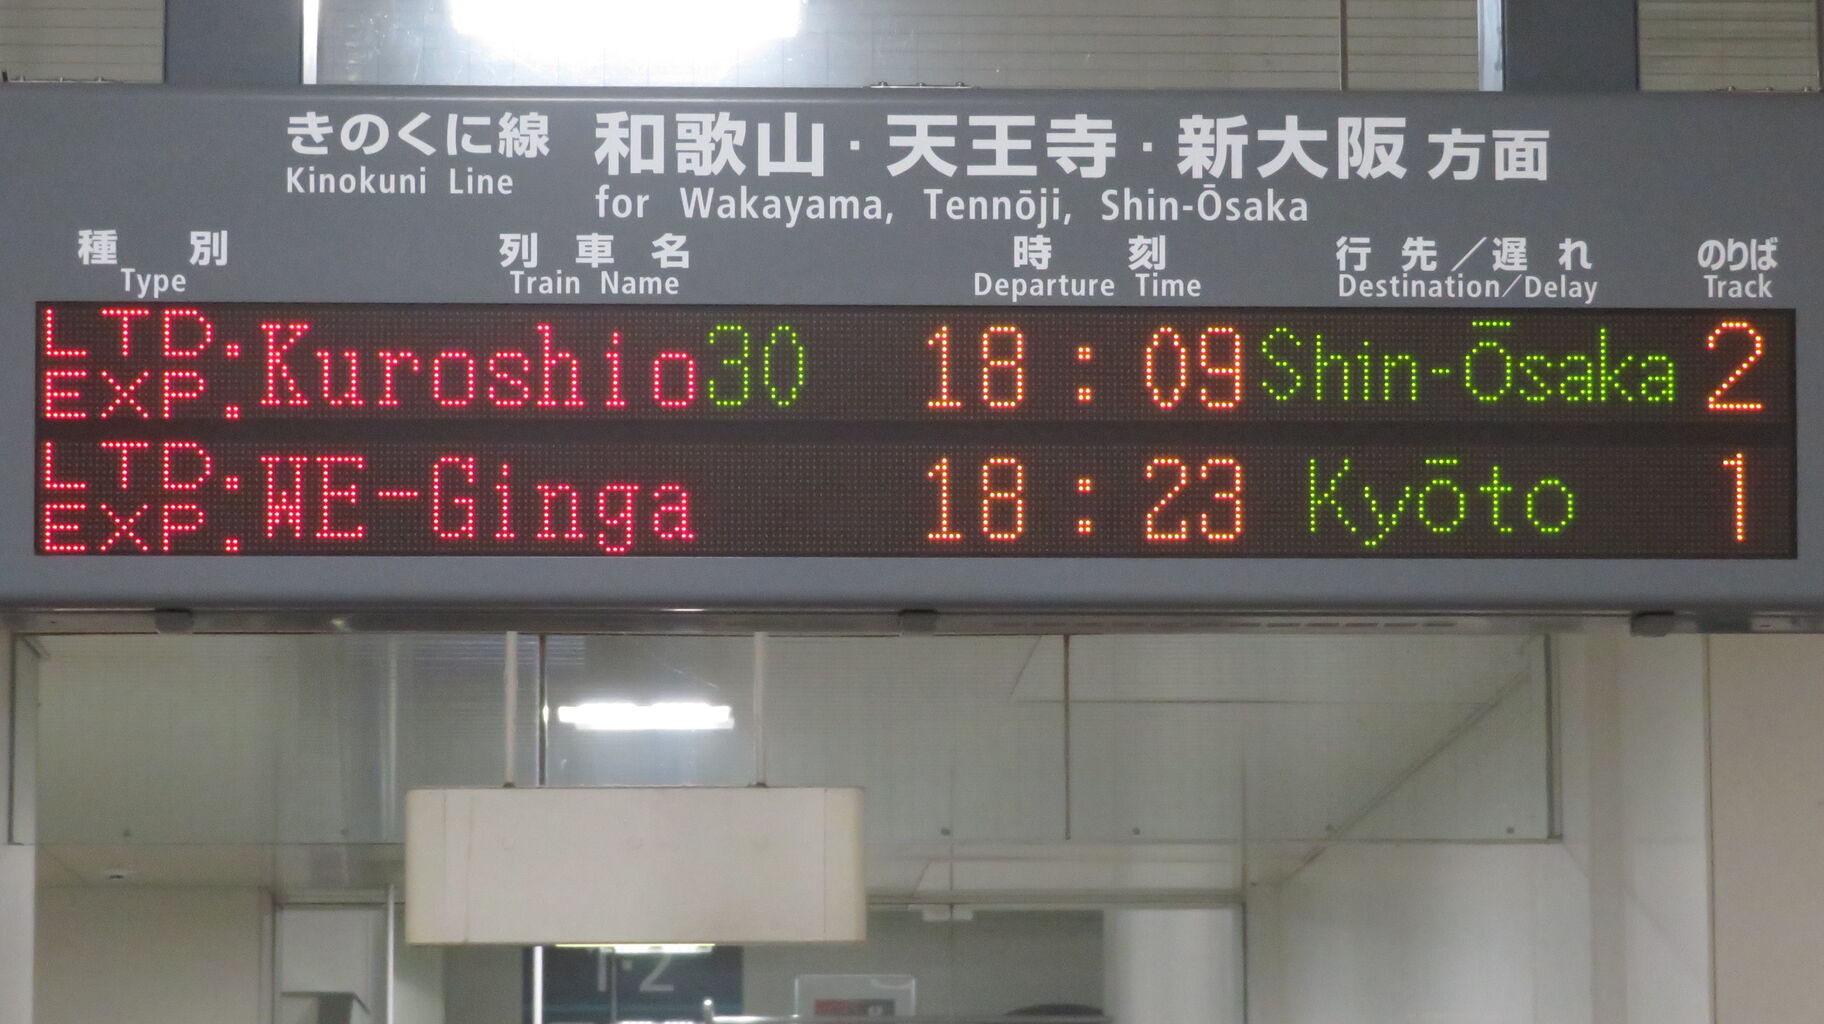 きのくに線 和歌山・天王寺・新大阪 方面
Kinokuni Line for Wakayama, Tennōji, Shin-Ōsaka
種別 列車名 時刻 行先／遅れ のりば
Type Train Name Departure Time Destination/Delay Track
LTD. EXP. Kuroshio30 18:09 Shin-Ōsaka 2
LTD. EXP. WE-Ginga 18:23 Kyōto 1
1・2